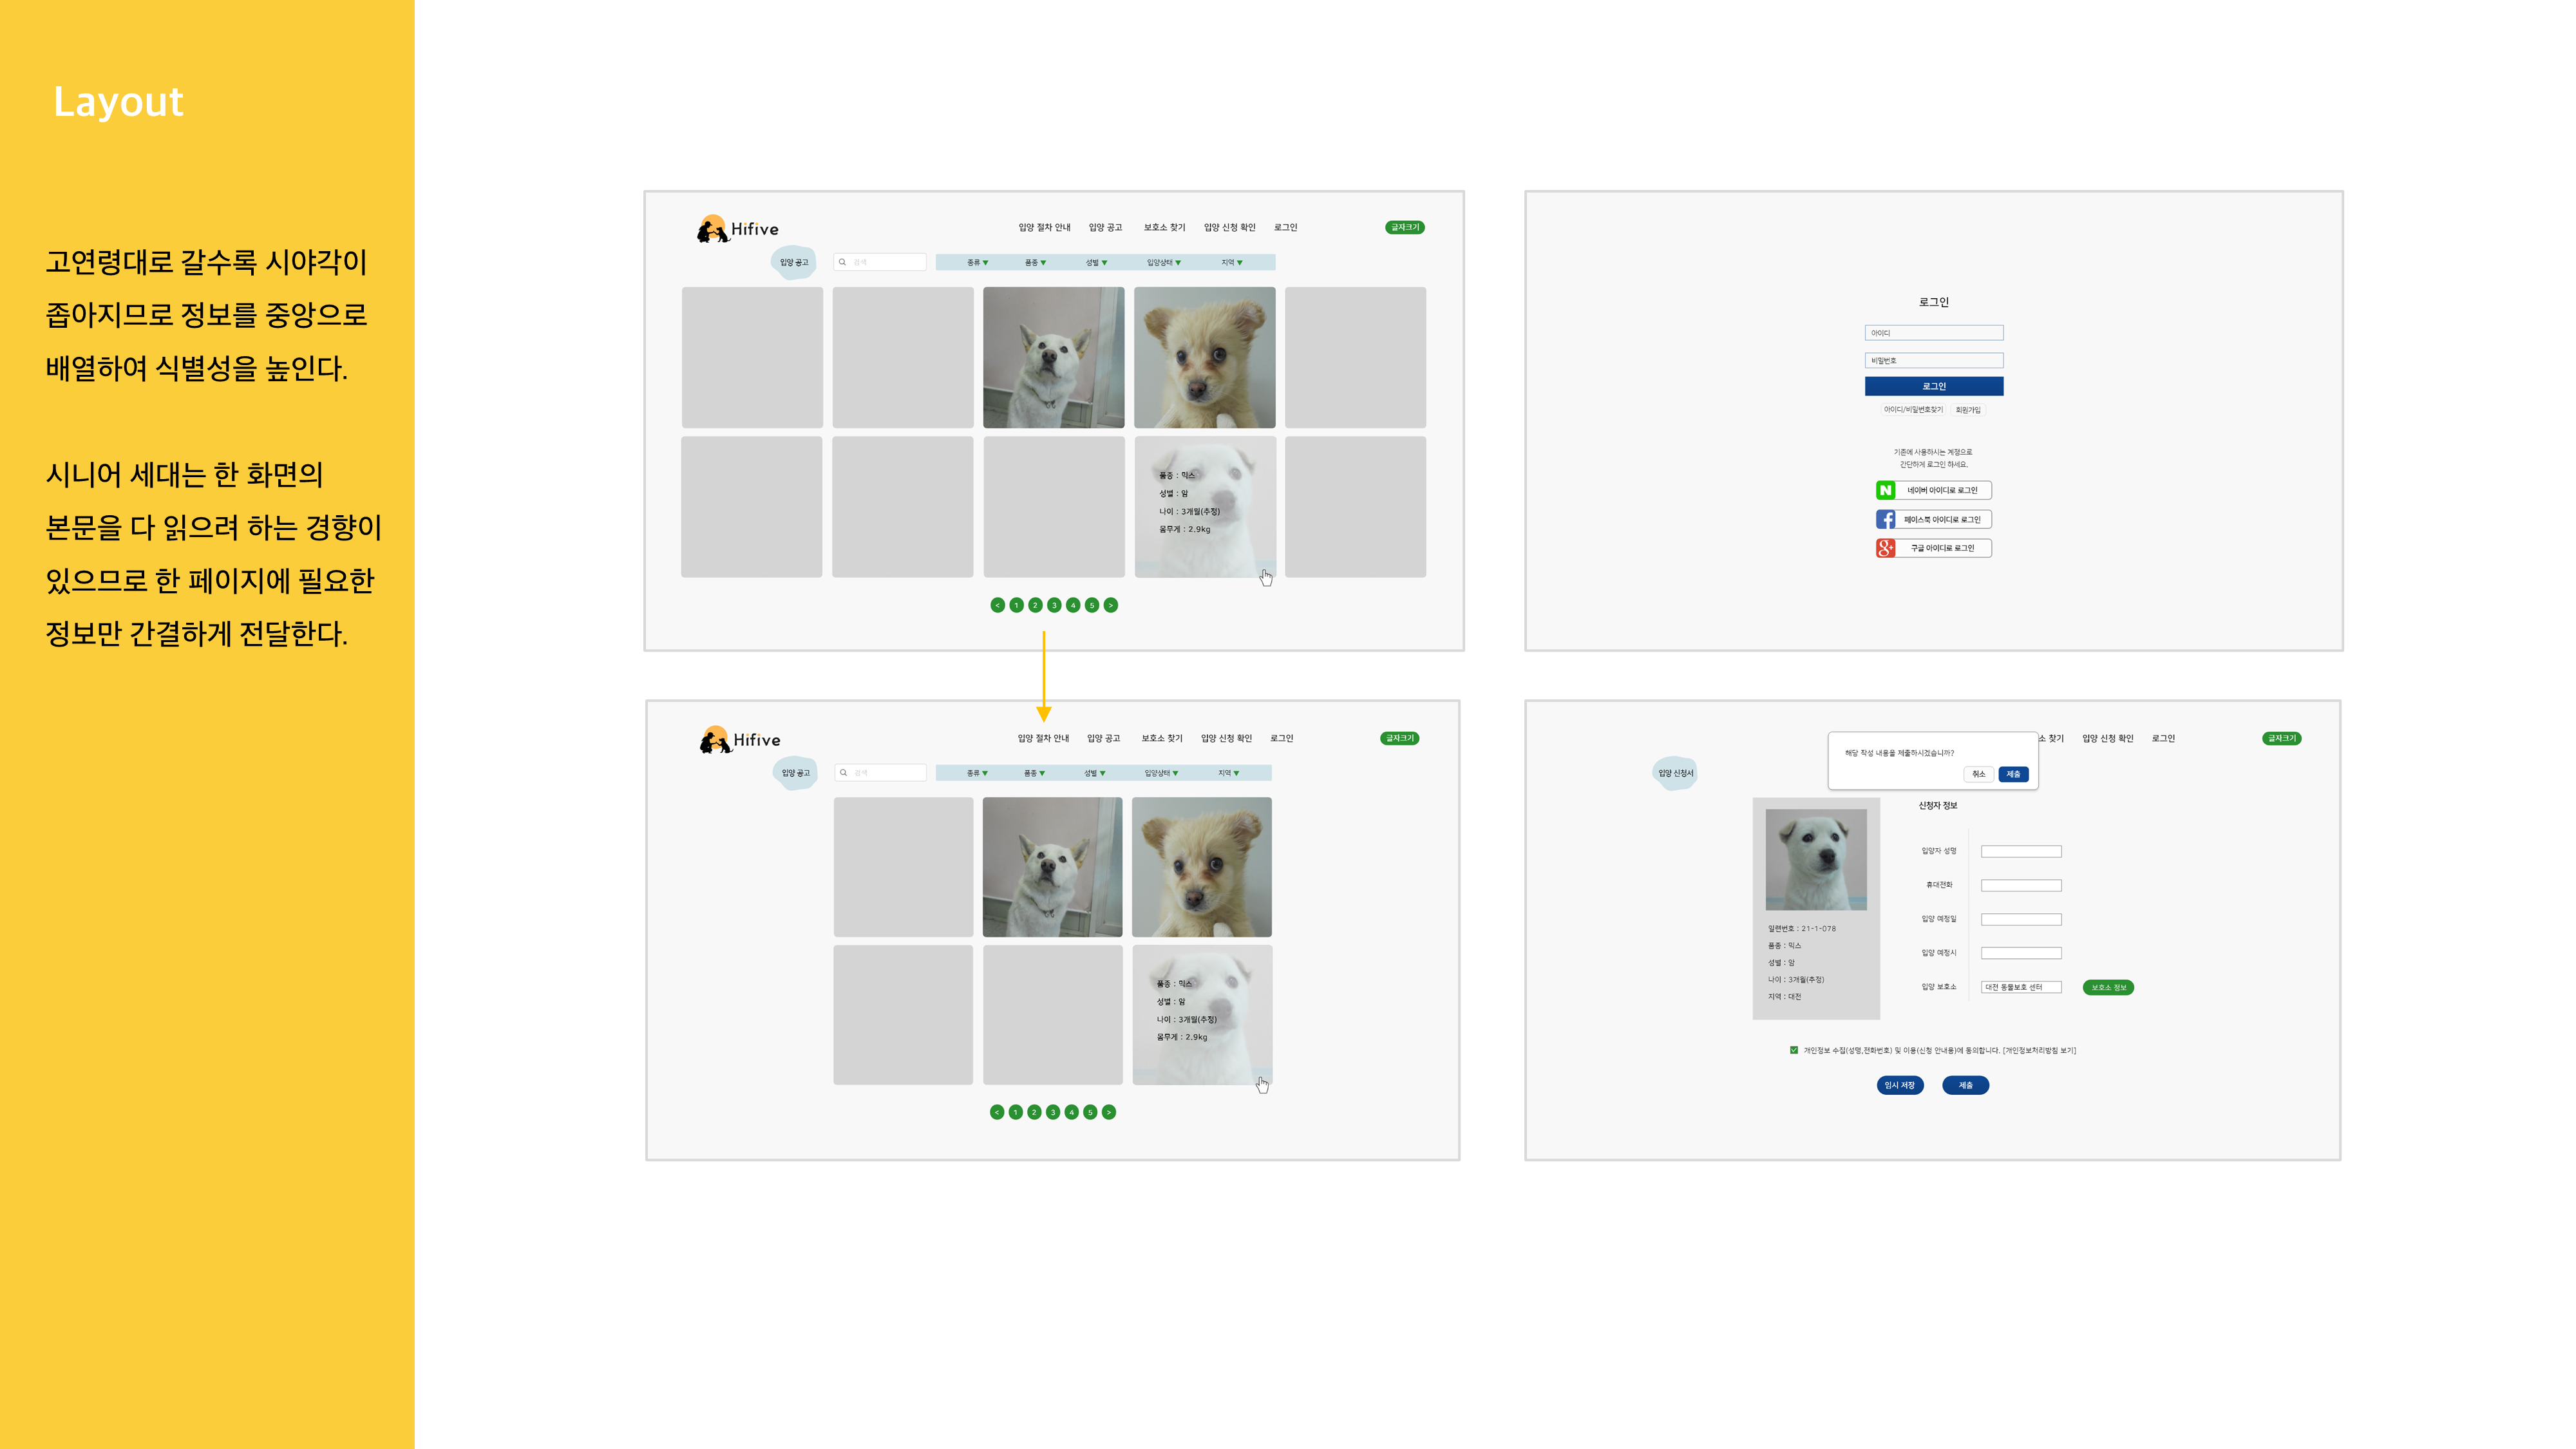 Layout
고연령대로 갈수록 시야각이
좁아지므로 정보를 중앙으로
배열하여 식별성을 높인다.
시니어 세대는 한 화면의
본문을 다 읽으려 하는 경향이
있으므로 한 페이지에 필요한
정보만 간결하게 전달한다.
Hifive
입양 절차 안내 입양 공고 보호소 찾기 입양 신청 확인 로그인 글자크기
입양 공고 검색 종류 ▼ 품종 ▼ 성별 ▼ 입양상태 ▼ 지역 ▼
품종 : 믹스
성별 : 암
나이 : 3개월(추정)
몸무게 : 2.9kg
< 1 2 3 4 5 >
로그인
아이디
비밀번호
로그인
아이디/비밀번호찾기 회원가입
기존에 사용하시는 계정으로
간단하게 로그인 하세요.
N 네이버 아이디로 로그인
f 페이스북 아이디로 로그인
g+ 구글 아이디로 로그인
Hifive
입양 절차 안내 입양 공고 보호소 찾기 입양 신청 확인 로그인 글자크기
입양 공고 검색 종류 ▼ 품종 ▼ 성별 ▼ 입양상태 ▼ 지역 ▼
품종 : 믹스
성별 : 암
나이 : 3개월(추정)
몸무게 : 2.9kg
< 1 2 3 4 5 >
소 찾기 입양 신청 확인 로그인 글자크기
해당 작성 내용을 제출하시겠습니까?
취소 제출
입양 신청서
신청자 정보
입양자 성명
휴대전화
입양 예정일
입양 예정시
입양 보호소 대전 동물보호 센터 보호소 정보
일련번호 : 21-1-078
품종 : 믹스
성별 : 암
나이 : 3개월(추정)
지역 : 대전
개인정보 수집(성명,전화번호) 및 이용(신청 안내용)에 동의합니다. [개인정보처리방침 보기]
임시 저장 제출